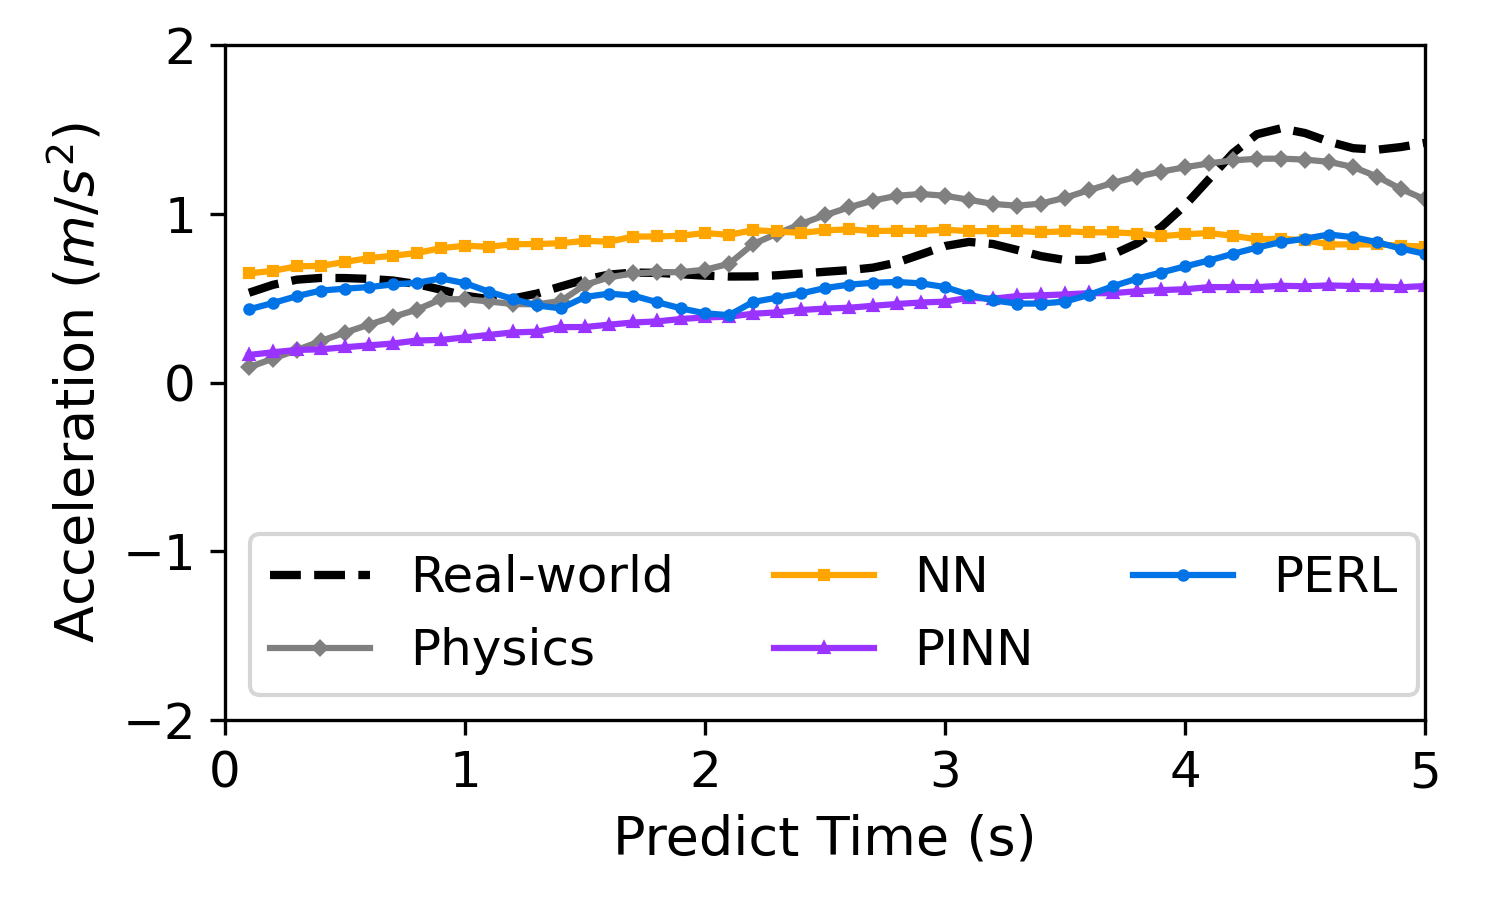 2
1
0
−1
−2
Acceleration (m/s²)
Real-world
Physics
NN
PINN
PERL
0 1 2 3 4 5
Predict Time (s)